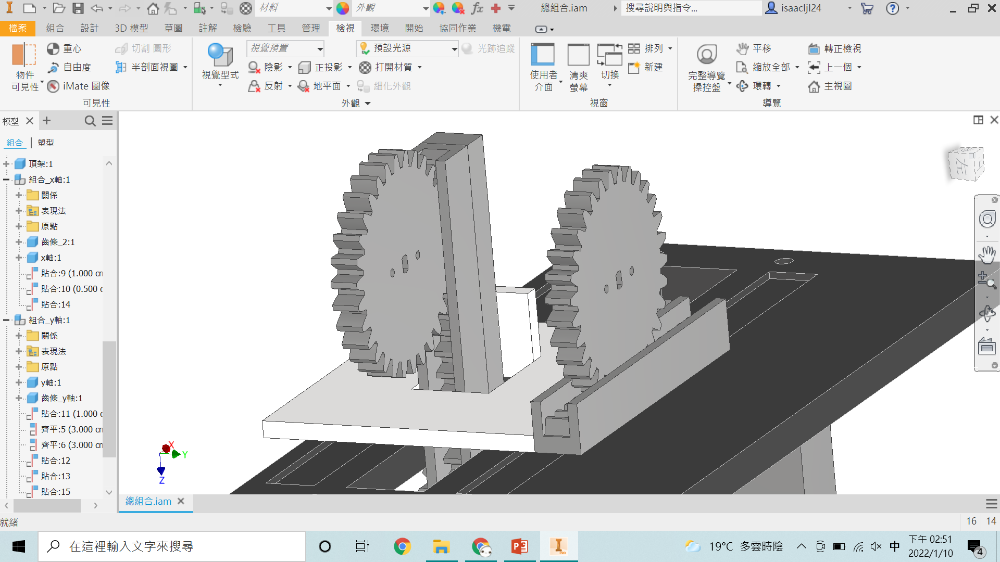 材料
外觀
fx
總組合.iam
搜尋說明與指令...
isaacljl24
檔案 組合 設計 3D 模型 草圖 註解 檢驗 工具 管理 檢視 環境 開始 協同作業 機電
物件
可見性
重心
自由度
iMate 圖像
切割 圖形
半剖面視圖
可見性
視覺型式
視覺預置
陰影
反射
正投影
地平面
預設光源
光跡追蹤
打開材質
細化外觀
外觀
使用者
介面
清爽
螢幕
切換
排列
新建
視窗
完整導覽
操控盤
平移
縮放全部
環轉
轉正檢視
上一個
主視圖
導覽
模型
組合 | 塑型
頂架:1
組合_x軸:1
關係
表現法
原點
齒條_2:1
x軸:1
貼合:9 (1.000 cm
貼合:10 (0.500 c
貼合:14
組合_y軸:1
關係
表現法
原點
y軸:1
齒條_y軸:1
貼合:11 (1.000 c
齊平:5 (3.000 cm
齊平:6 (3.000 cm
貼合:12
貼合:13
貼合:15
X
Y
Z
總組合.iam
就緒
16 14
在這裡輸入文字來搜尋
19°C 多雲時陰
中
下午 02:51
2022/1/10
4